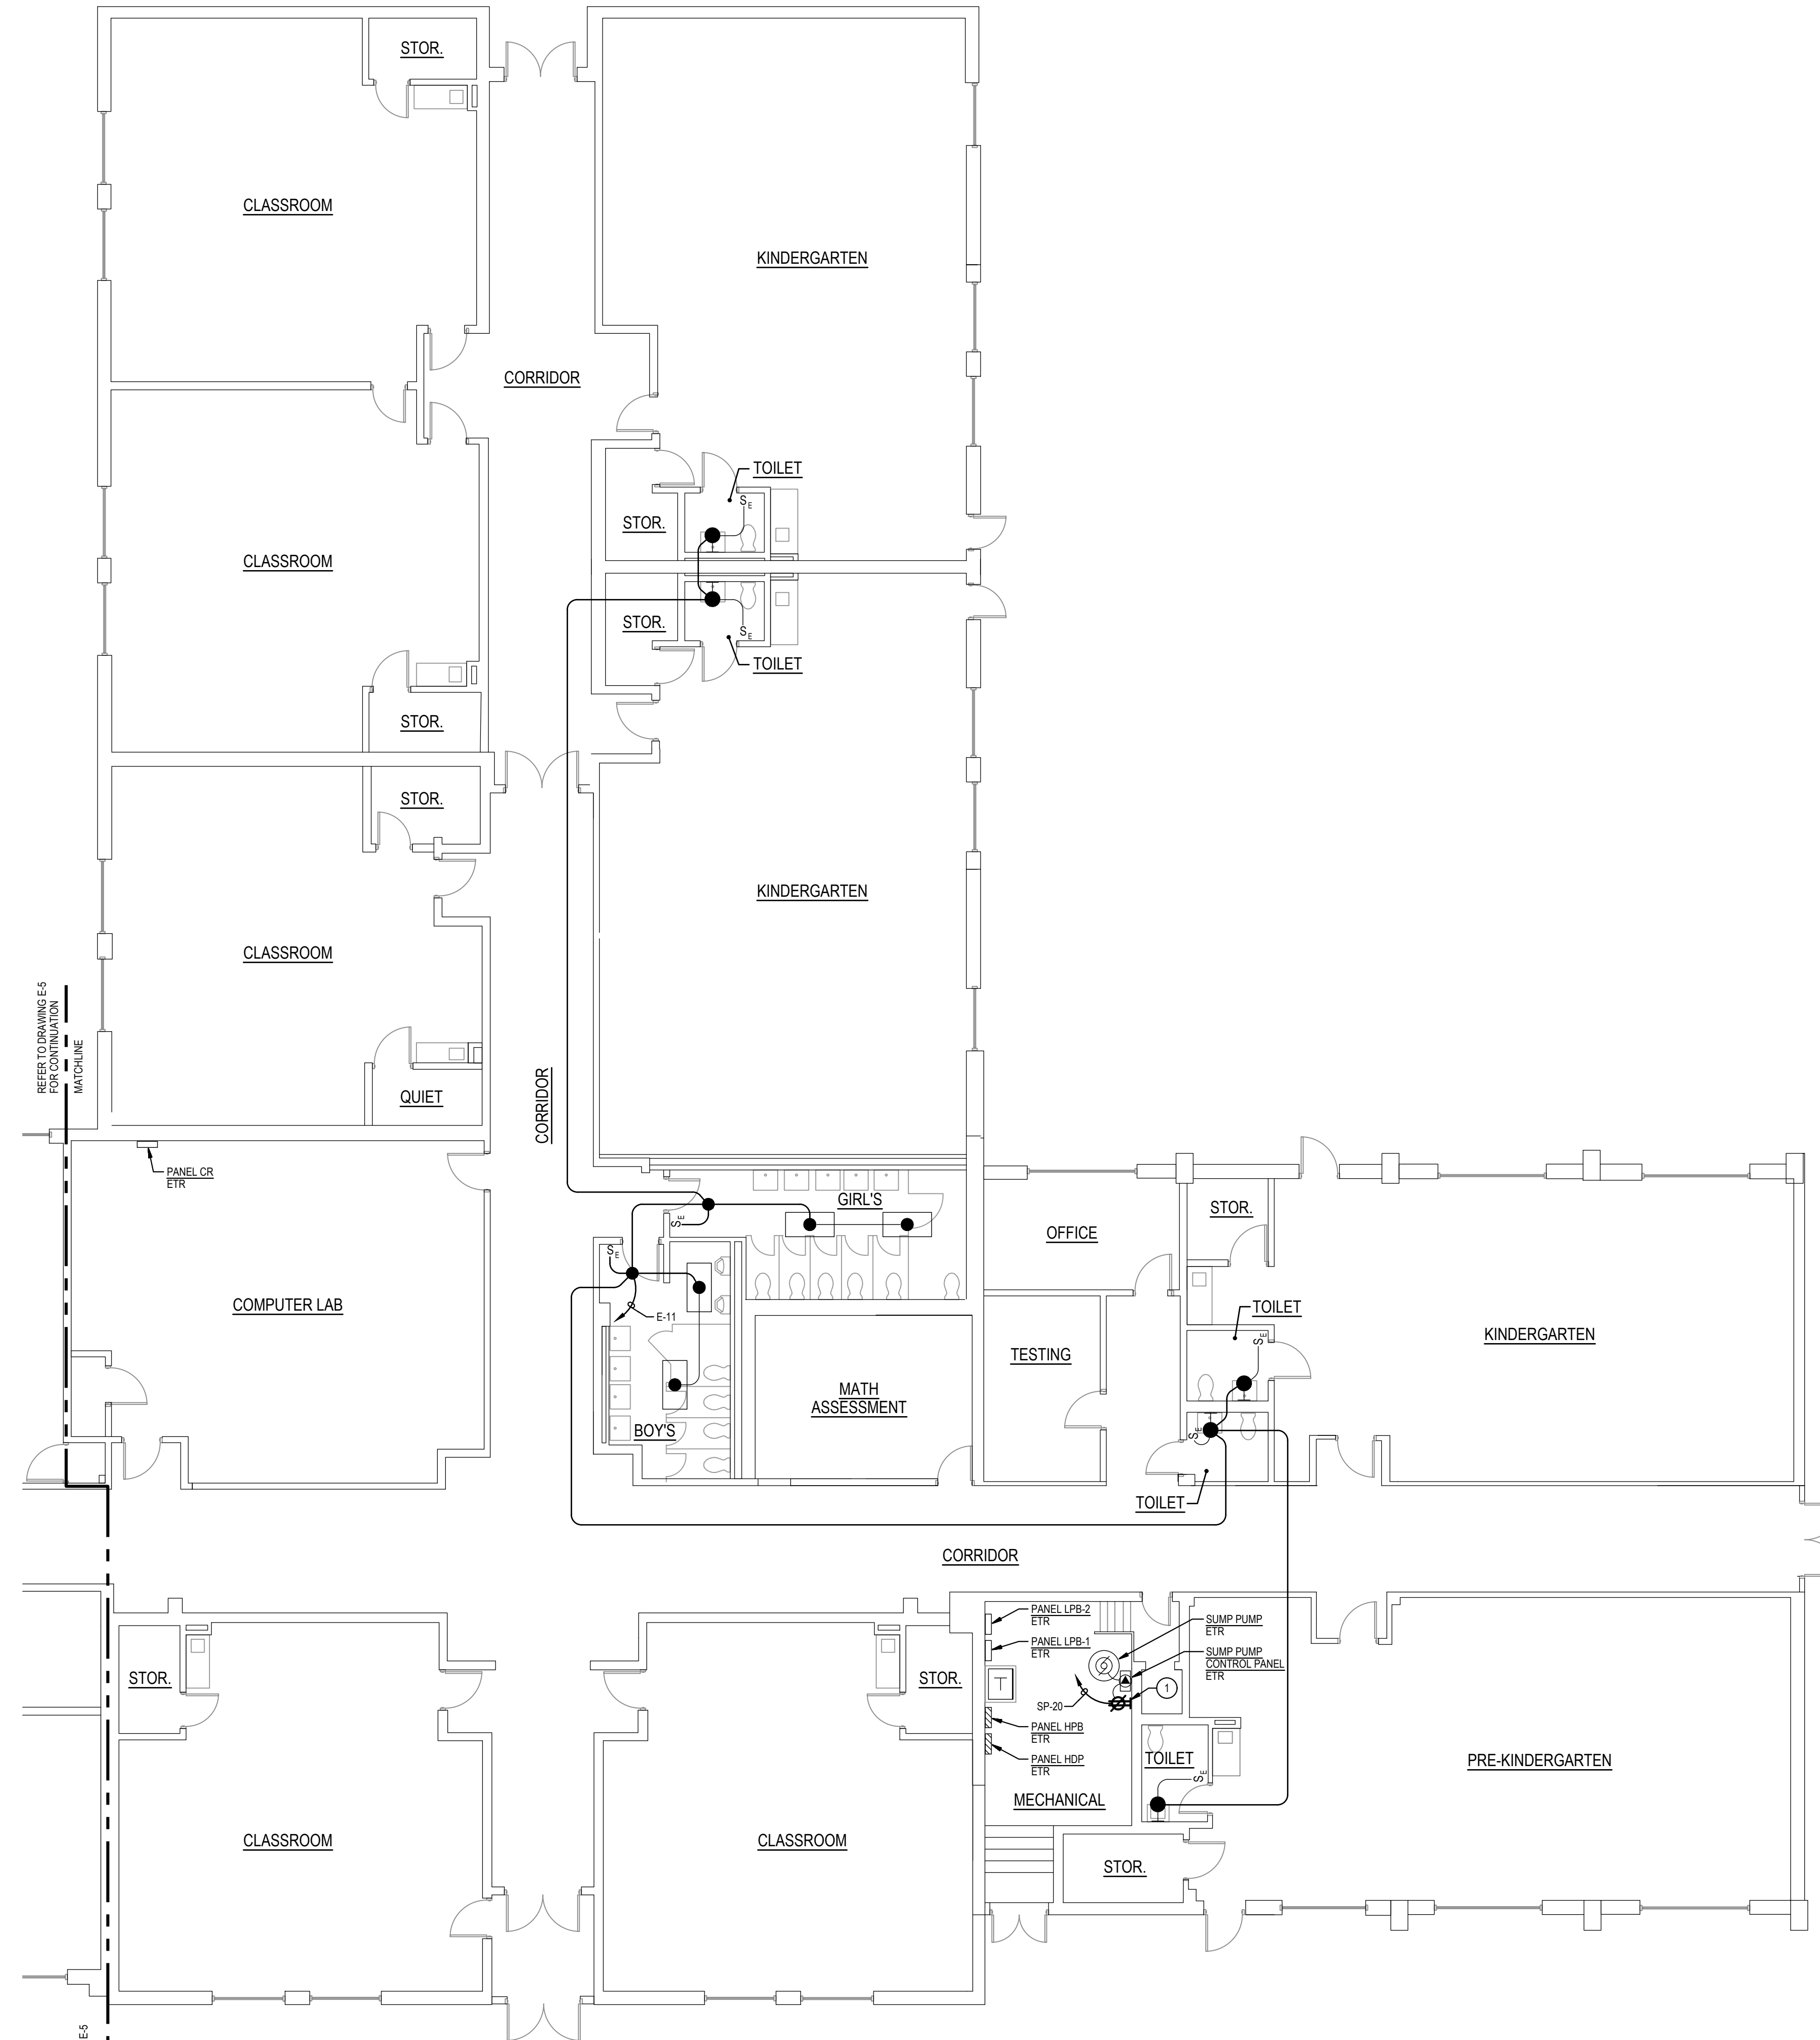 STOR.
CLASSROOM
KINDERGARTEN
CORRIDOR
TOILET
S E
STOR.
CLASSROOM
STOR.
S E
TOILET
STOR.
STOR.
KINDERGARTEN
CLASSROOM
REFER TO DRAWING E-5
FOR CONTINUATION
MATCHLINE
QUIET
CORRIDOR
PANEL CR
ETR
GIRL'S
STOR.
S E
OFFICE
S E
COMPUTER LAB
E-11
TOILET
KINDERGARTEN
S E
TESTING
MATH
ASSESSMENT
BOY'S
S E
TOILET
CORRIDOR
PANEL LPB-2
ETR
SUMP PUMP
ETR
PANEL LPB-1
ETR
SUMP PUMP
CONTROL PANEL
ETR
STOR.
STOR.
T
1
SP-20
PANEL HPB
ETR
PANEL HDP
ETR
TOILET
PRE-KINDERGARTEN
S E
MECHANICAL
CLASSROOM
CLASSROOM
STOR.
E-5